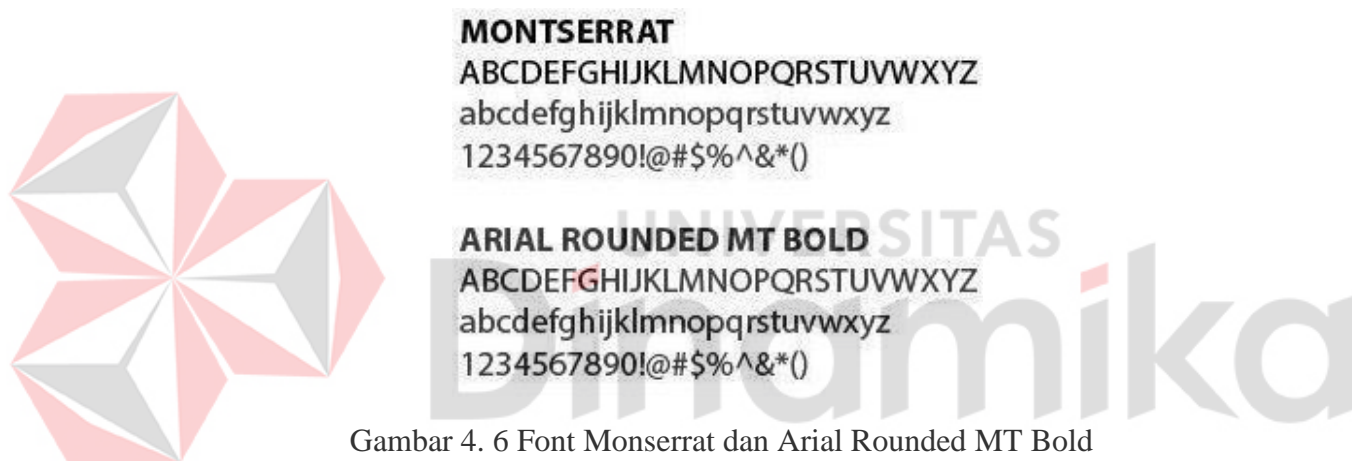 MONTSERRAT
ABCDEFGHIJKLMNOPQRSTUVWXYZ
abcdefghijklmnopqrstuvwxyz
1234567890!@#$%^&*()
UNIVERSITAS
ARIAL ROUNDED MT BOLD
Dinamika
ABCDEFGHIJKLMNOPQRSTUVWXYZ
abcdefghijklmnopqrstuvwxyz
1234567890!@#$%^&*()
Gambar 4. 6 Font Monserrat dan Arial Rounded MT Bold